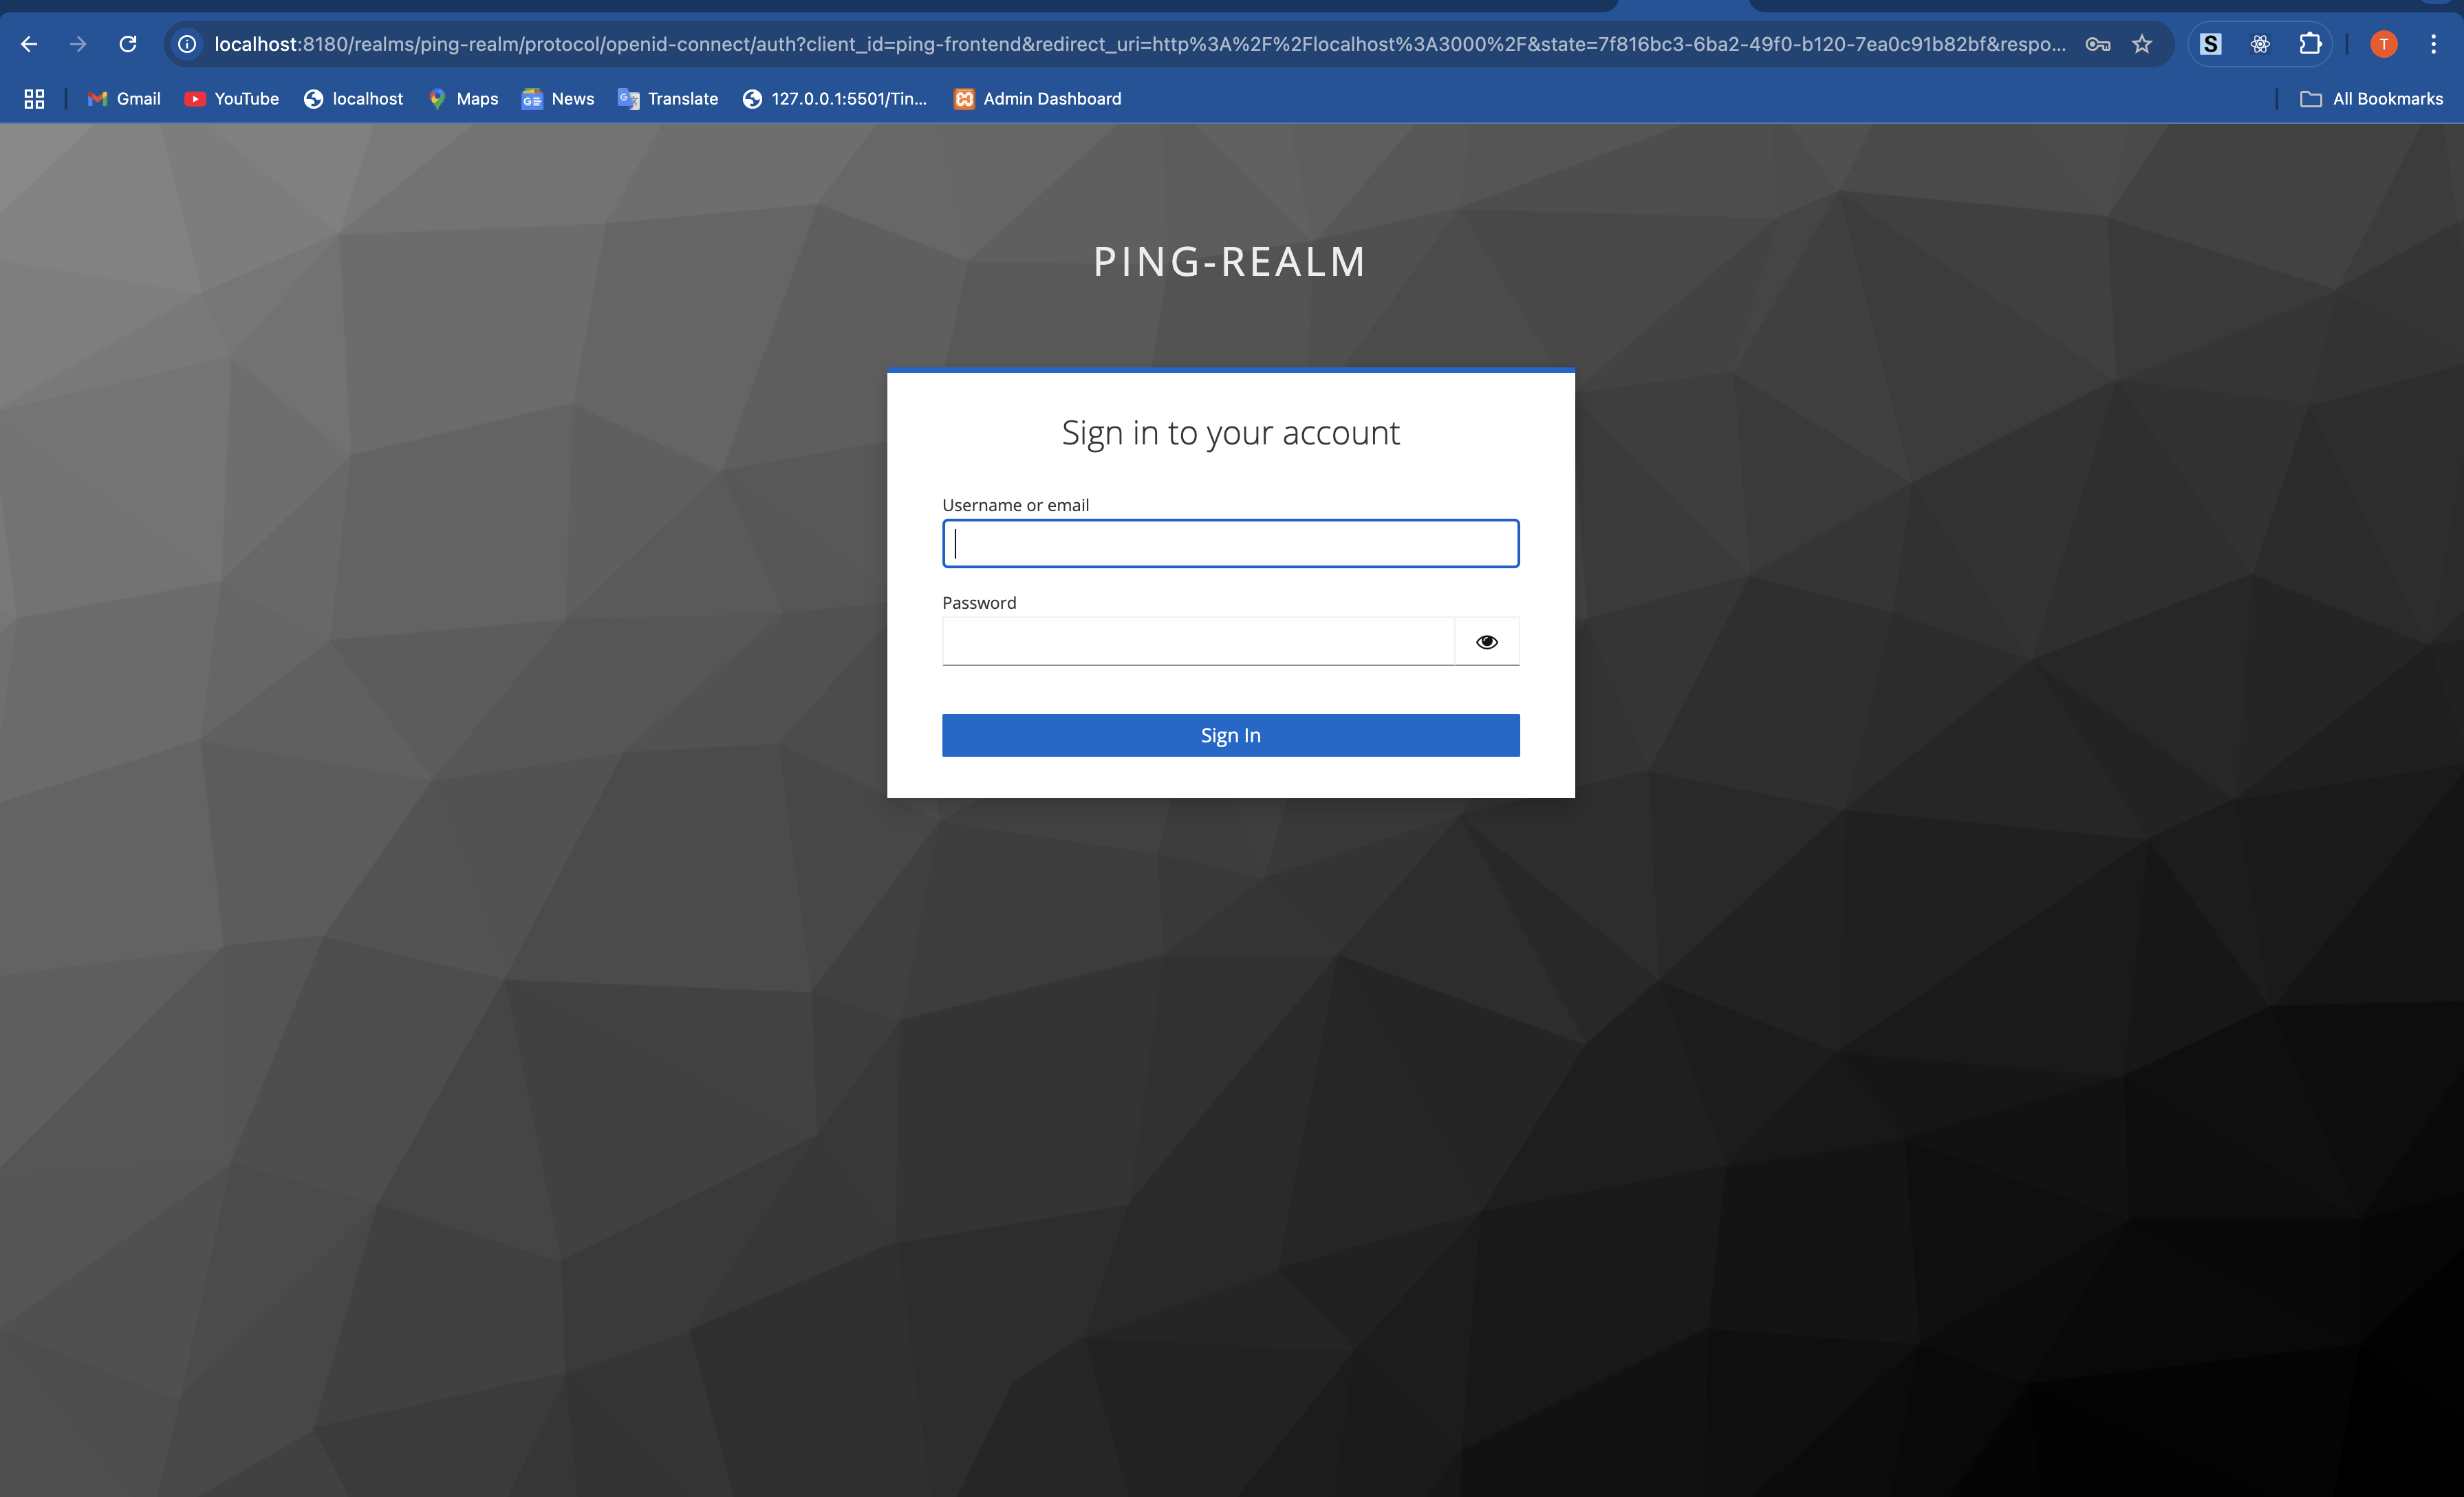 localhost:8180/realms/ping-realm/protocol/openid-connect/auth?client_id=ping-frontend&redirect_uri=http%3A%2F%2Flocalhost%3A3000%2F&state=7f816bc3-6ba2-49f0-b120-7ea0c91b82bf&respo...
S
T
Gmail
YouTube
localhost
Maps
News
Translate
127.0.0.1:5501/Tin...
Admin Dashboard
All Bookmarks
PING-REALM
Sign in to your account
Username or email
Password
Sign In